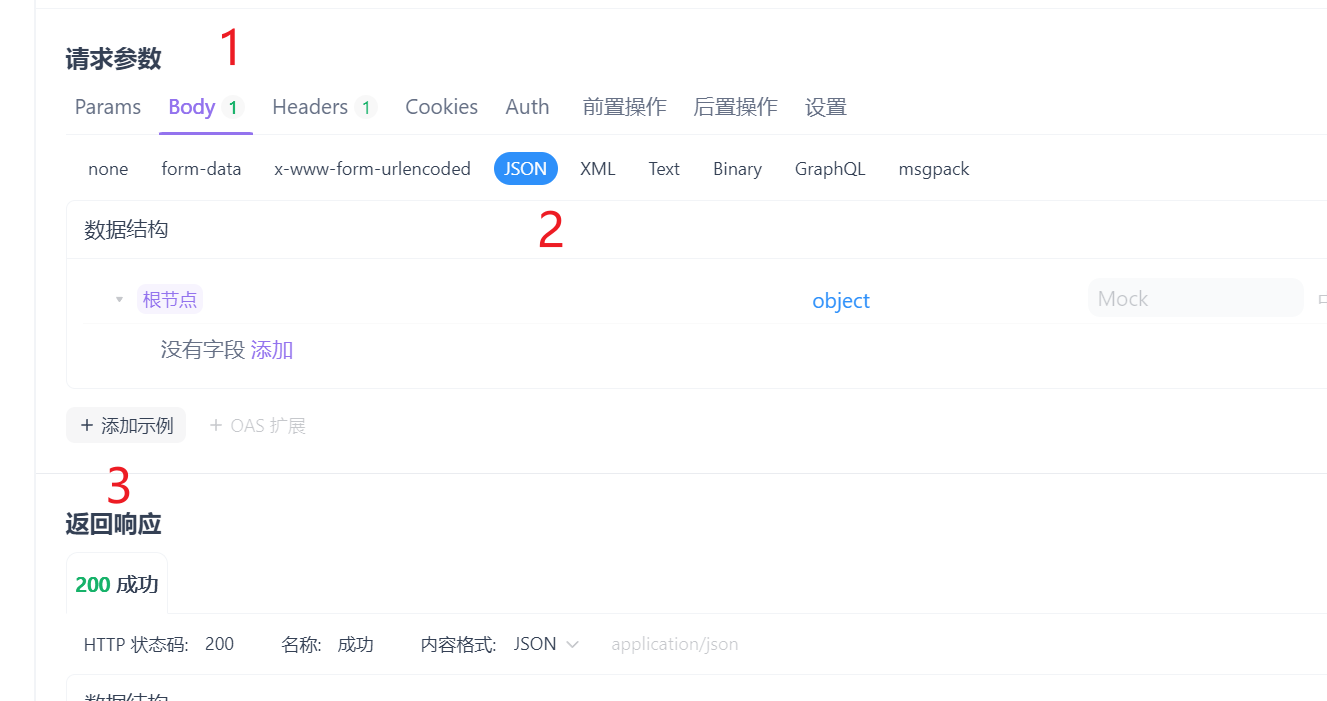 请求参数 1
Params Body 1 Headers 1 Cookies Auth 前置操作 后置操作 设置
none form-data x-www-form-urlencoded JSON XML Text Binary GraphQL msgpack
数据结构 2
根节点 object Mock
没有字段 添加
+ 添加示例 + OAS 扩展
3
返回响应
200 成功
HTTP 状态码: 200 名称: 成功 内容格式: JSON application/json
数据结构